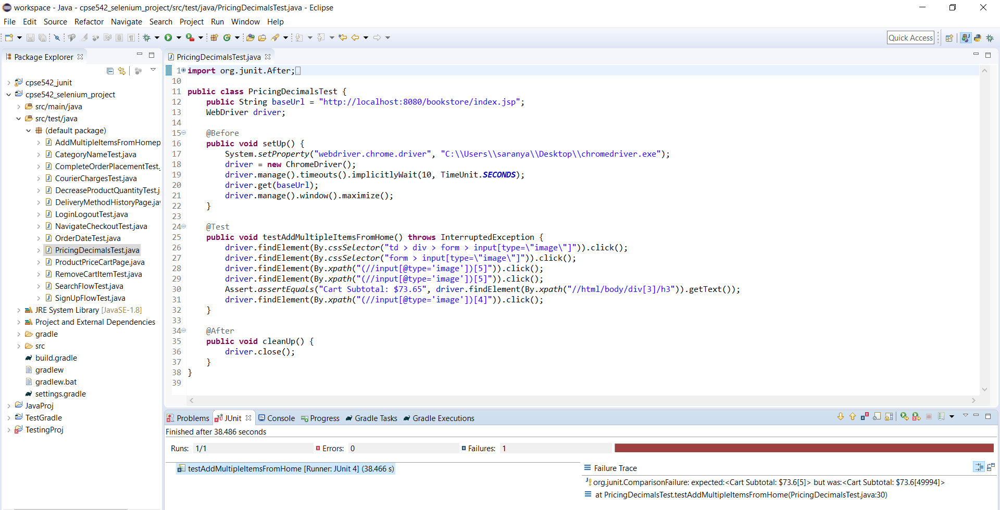 workspace - Java - cpse542_selenium_project/src/test/java/PricingDecimalsTest.java - Eclipse
File Edit Source Refactor Navigate Search Project Run Window Help
Quick Access
Package Explorer
cpse542_junit
cpse542_selenium_project
src/main/java
src/test/java
(default package)
AddMultipleItemsFromHomep
CategoryNameTest.java
CompleteOrderPlacementTest.
CourierChargesTest.java
DecreaseProductQuantityTest.j
DeliveryMethodHistoryPage.jav
LoginLogoutTest.java
NavigateCheckoutTest.java
OrderDateTest.java
PricingDecimalsTest.java
ProductPriceCartPage.java
RemoveCartItemTest.java
SearchFlowTest.java
SignUpFlowTest.java
JRE System Library [JavaSE-1.8]
Project and External Dependencies
gradle
src
build.gradle
gradlew
gradlew.bat
settings.gradle
JavaProj
TestGradle
TestingProj
PricingDecimalsTest.java
1 import org.junit.After;
10
11 public class PricingDecimalsTest {
12 public String baseUrl = "http://localhost:8080/bookstore/index.jsp";
13 WebDriver driver;
14
15 @Before
16 public void setUp() {
17 System.setProperty("webdriver.chrome.driver", "C:\\Users\\saranya\\Desktop\\chromedriver.exe");
18 driver = new ChromeDriver();
19 driver.manage().timeouts().implicitlyWait(10, TimeUnit.SECONDS);
20 driver.get(baseUrl);
21 driver.manage().window().maximize();
22 }
23
24 @Test
25 public void testAddMultipleItemsFromHome() throws InterruptedException {
26 driver.findElement(By.cssSelector("td > div > form > input[type=\"image\"]")).click();
27 driver.findElement(By.cssSelector("form > input[type=\"image\"]")).click();
28 driver.findElement(By.xpath("(//input[@type='image'])[5]")).click();
29 driver.findElement(By.xpath("(//input[@type='image'])[5]")).click();
30 Assert.assertEquals("Cart Subtotal: $73.65", driver.findElement(By.xpath("//html/body/div[3]/h3")).getText());
31 driver.findElement(By.xpath("(//input[@type='image'])[4]")).click();
32 }
33
34 @After
35 public void cleanUp() {
36 driver.close();
37 }
38 }
39
Problems JUnit Console Progress Gradle Tasks Gradle Executions
Finished after 38.486 seconds
Runs: 1/1 Errors: 0 Failures: 1
testAddMultipleItemsFromHome [Runner: JUnit 4] (38.466 s)
Failure Trace
org.junit.ComparisonFailure: expected:<Cart Subtotal: $73.6[5]> but was:<Cart Subtotal: $73.6[49994]>
at PricingDecimalsTest.testAddMultipleItemsFromHome(PricingDecimalsTest.java:30)